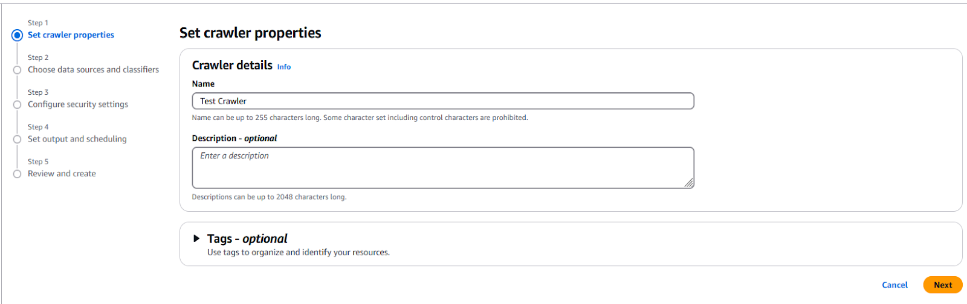 Step 1
Set crawler properties
Step 2
Choose data sources and classifiers
Step 3
Configure security settings
Step 4
Set output and scheduling
Step 5
Review and create
Set crawler properties
Crawler details Info
Name
Test Crawler
Name can be up to 255 characters long. Some character set including control characters are prohibited.
Description - optional
Enter a description
Descriptions can be up to 2048 characters long.
Tags - optional
Use tags to organize and identify your resources.
Cancel Next